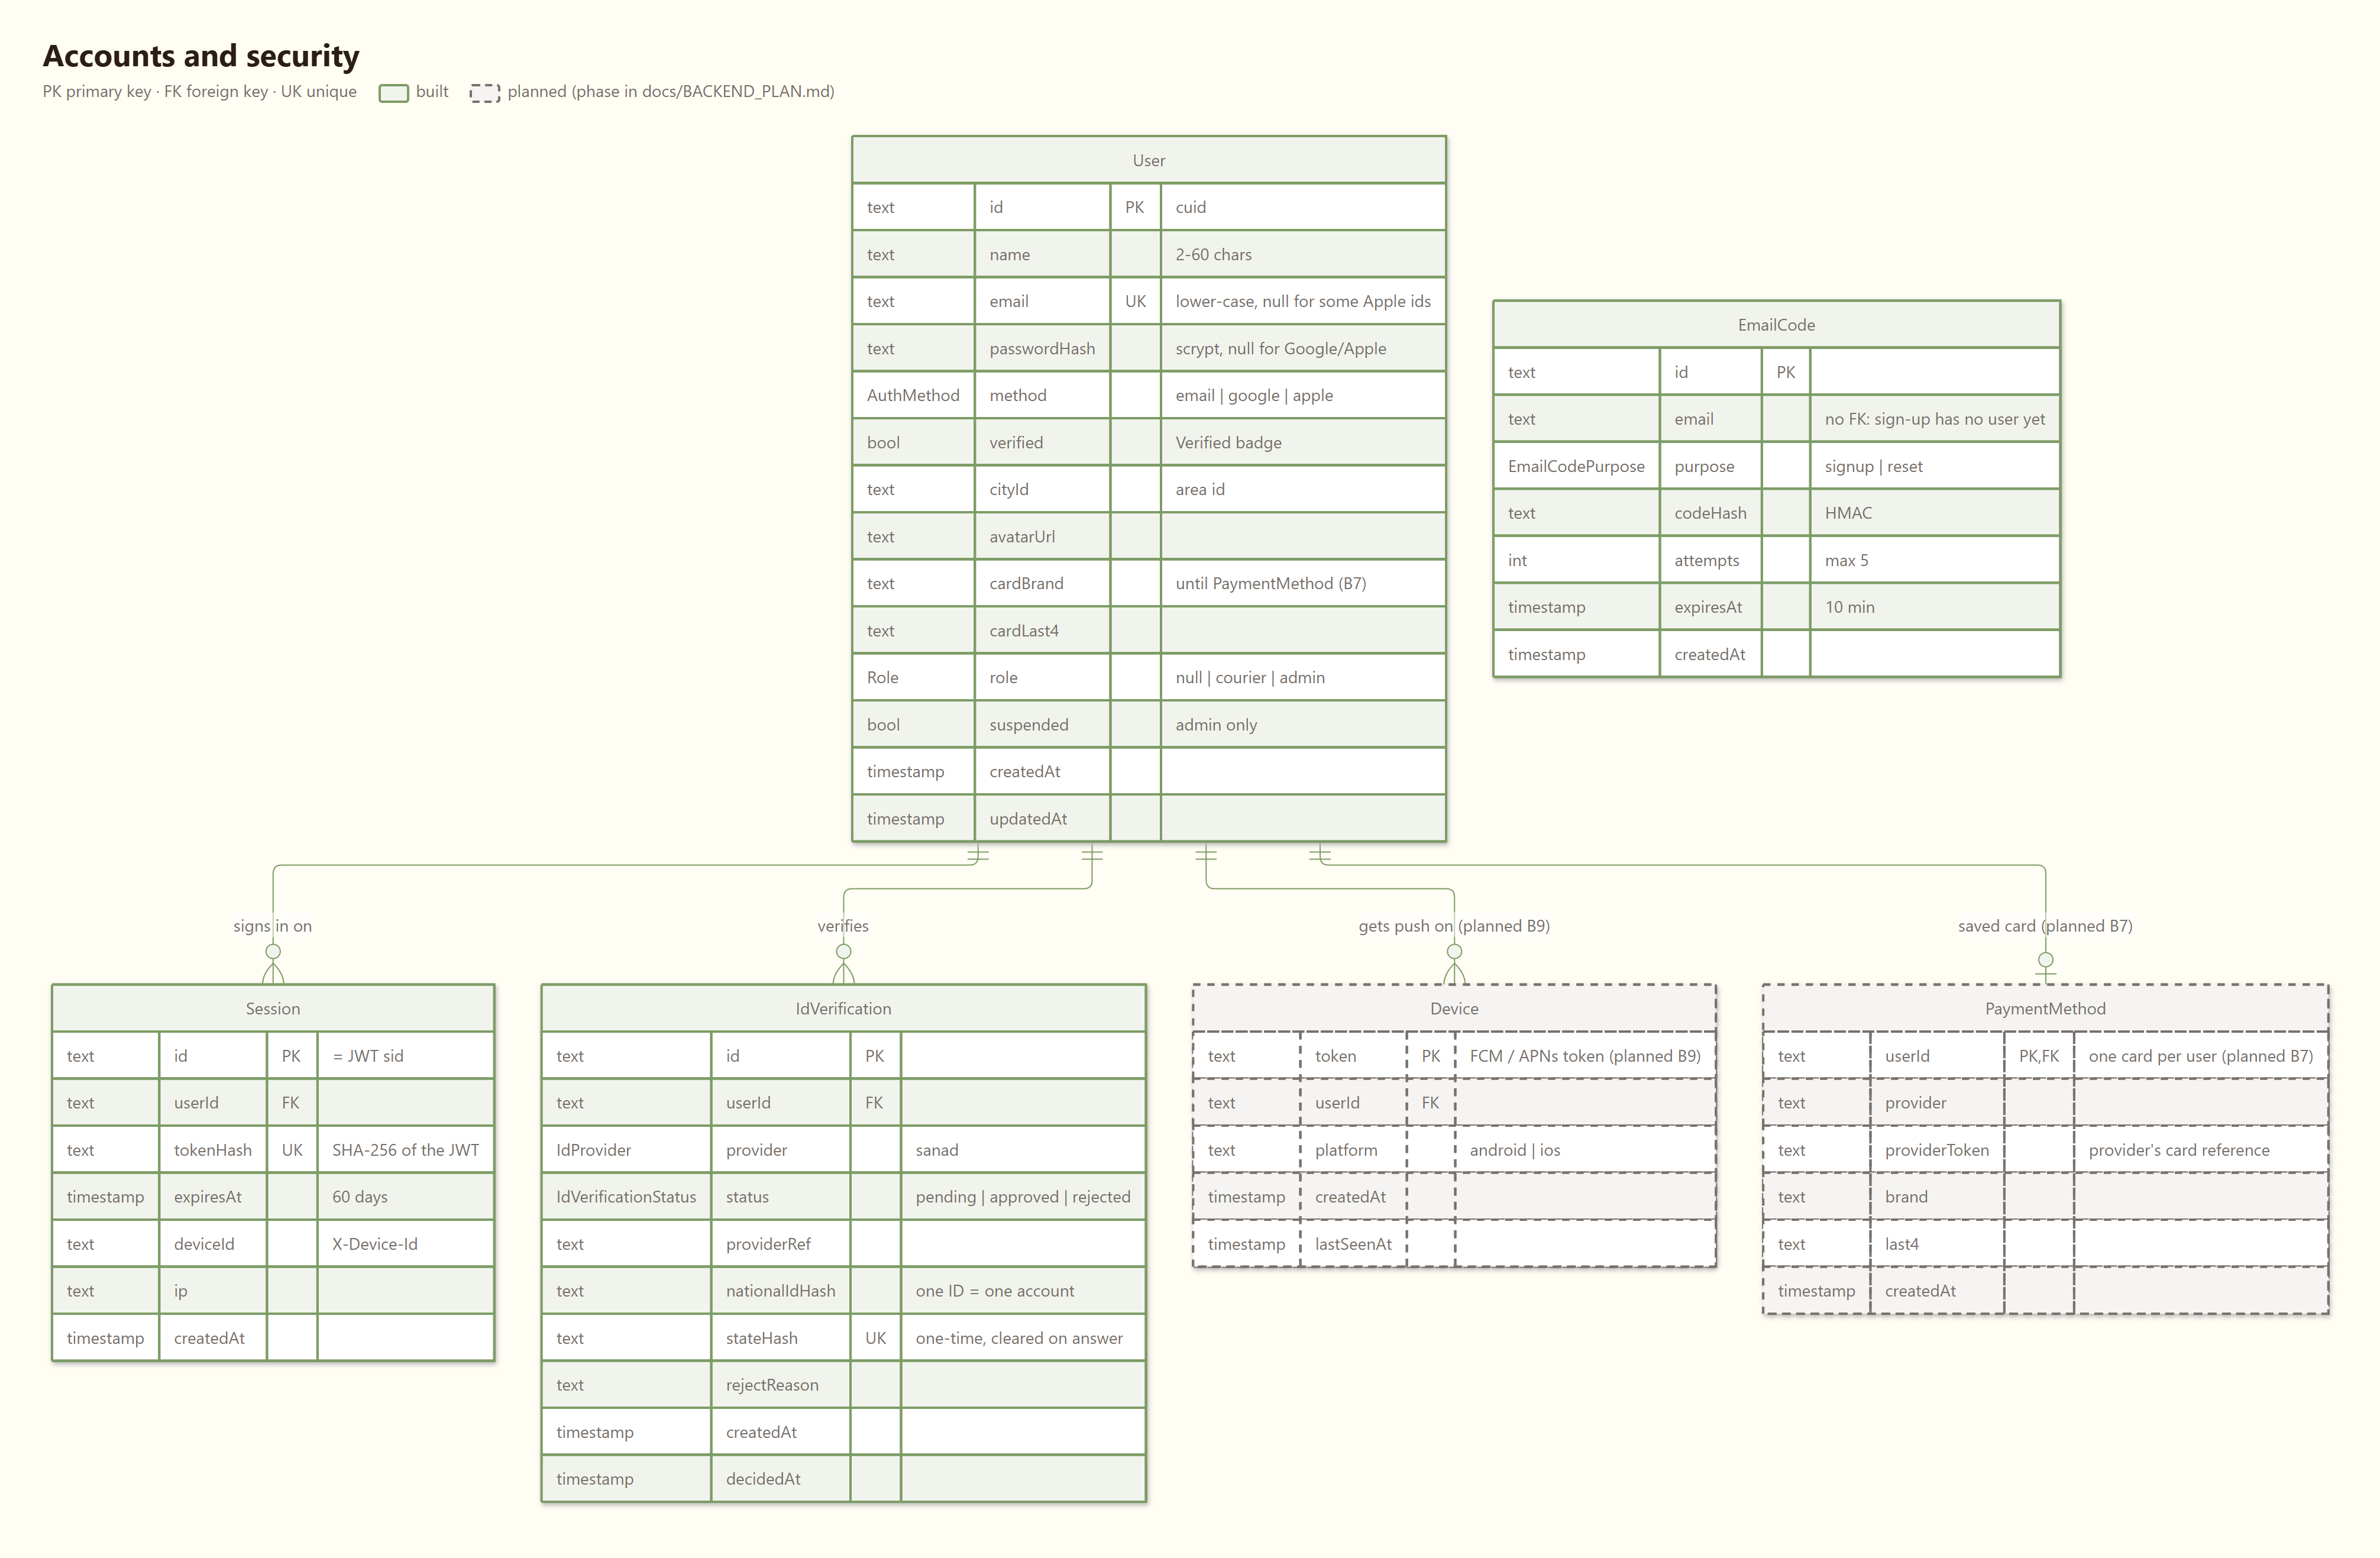 Accounts and security
PK primary key · FK foreign key · UK unique built planned (phase in docs/BACKEND_PLAN.md)
User
text id PK cuid
text name 2-60 chars
text email UK lower-case, null for some Apple ids
text passwordHash scrypt, null for Google/Apple
AuthMethod method email | google | apple
bool verified Verified badge
text cityId area id
text avatarUrl
text cardBrand until PaymentMethod (B7)
text cardLast4
Role role null | courier | admin
bool suspended admin only
timestamp createdAt
timestamp updatedAt
EmailCode
text id PK
text email no FK: sign-up has no user yet
EmailCodePurpose purpose signup | reset
text codeHash HMAC
int attempts max 5
timestamp expiresAt 10 min
timestamp createdAt
signs in on
verifies
gets push on (planned B9)
saved card (planned B7)
Session
text id PK = JWT sid
text userId FK
text tokenHash UK SHA-256 of the JWT
timestamp expiresAt 60 days
text deviceId X-Device-Id
text ip
timestamp createdAt
IdVerification
text id PK
text userId FK
IdProvider provider sanad
IdVerificationStatus status pending | approved | rejected
text providerRef
text nationalIdHash one ID = one account
text stateHash UK one-time, cleared on answer
text rejectReason
timestamp createdAt
timestamp decidedAt
Device
text token PK FCM / APNs token (planned B9)
text userId FK
text platform android | ios
timestamp createdAt
timestamp lastSeenAt
PaymentMethod
text userId PK,FK one card per user (planned B7)
text provider
text providerToken provider's card reference
text brand
text last4
timestamp createdAt